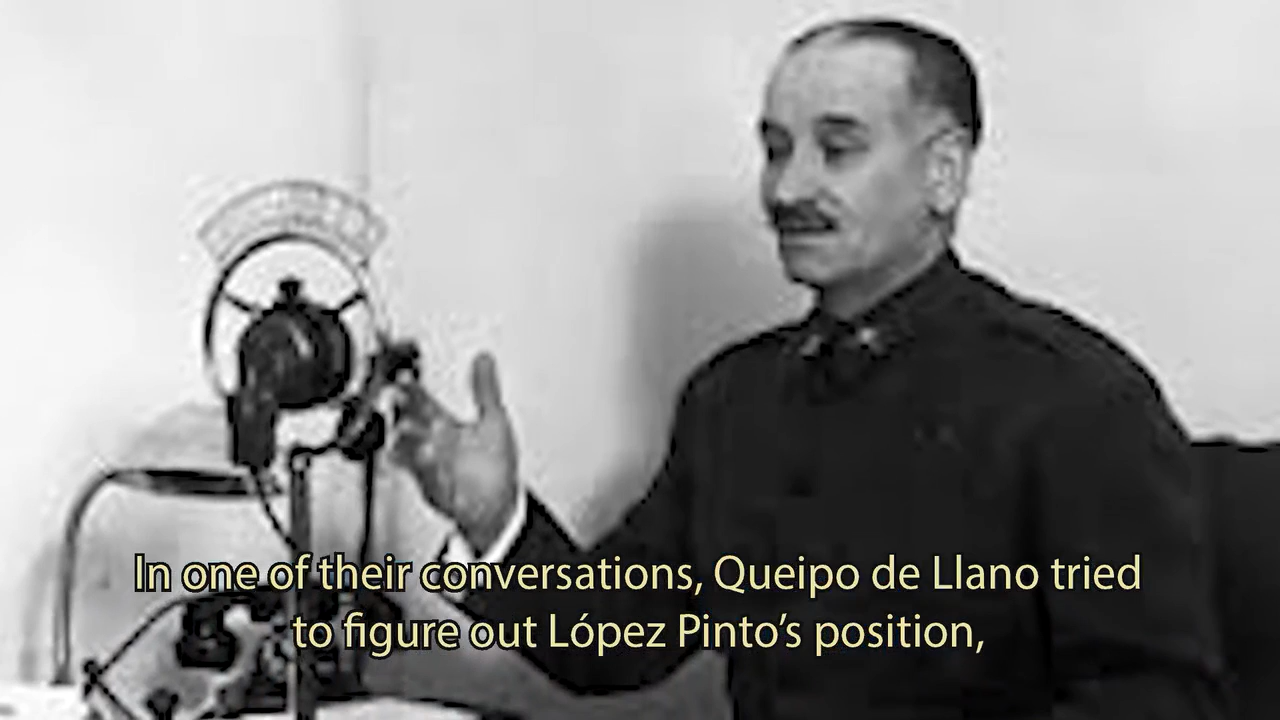 In one of their conversations, Queipo de Llano tried
to figure out López Pinto’s position,